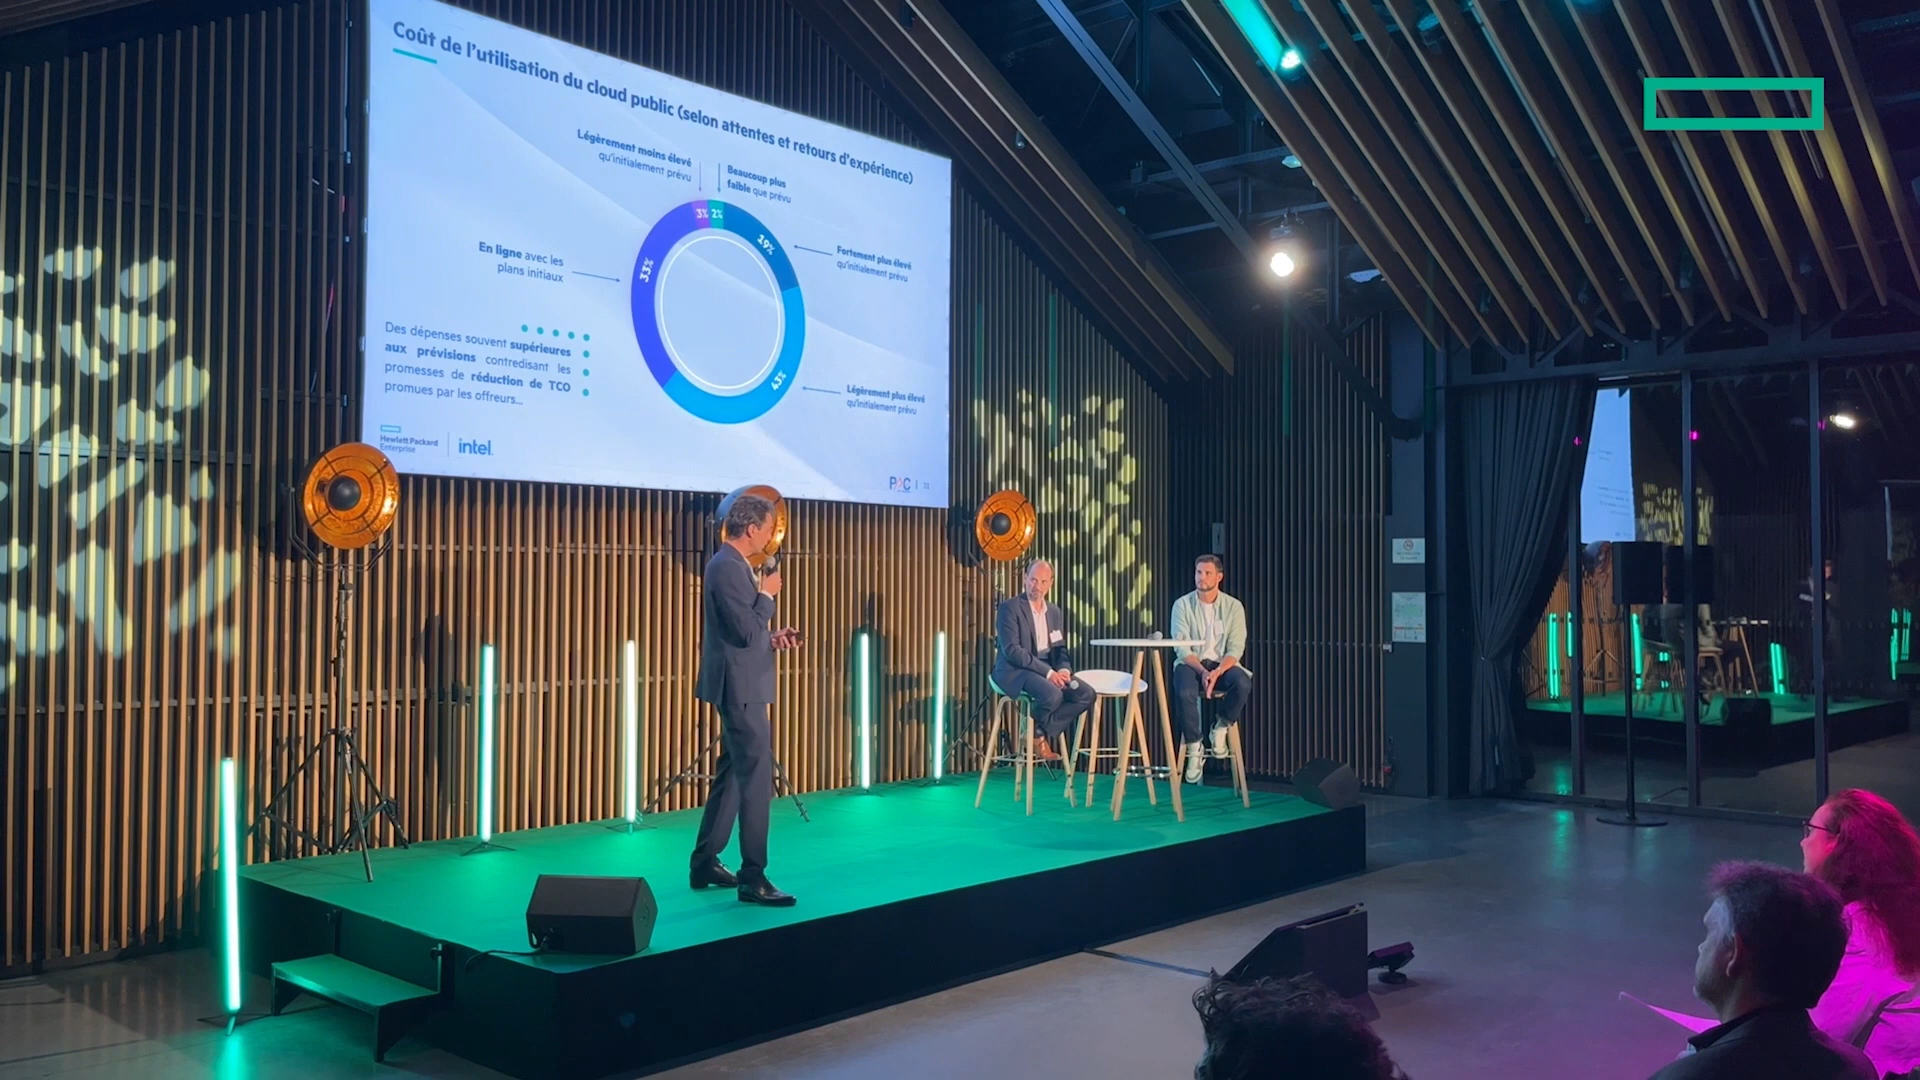 Coût de l'utilisation du cloud public (selon attentes et retours d'expérience)
Légèrement moins élevé
qu'initialement prévu
Beaucoup plus
faible que prévu
3%
2%
19%
Fortement plus élevé
qu'initialement prévu
En ligne avec les
plans initiaux
33%
43%
Légèrement plus élevé
qu'initialement prévu
Des dépenses souvent supérieures
aux prévisions contredisant les
promesses de réduction de TCO
promues par les offreurs...
Hewlett Packard
Enterprise
intel.